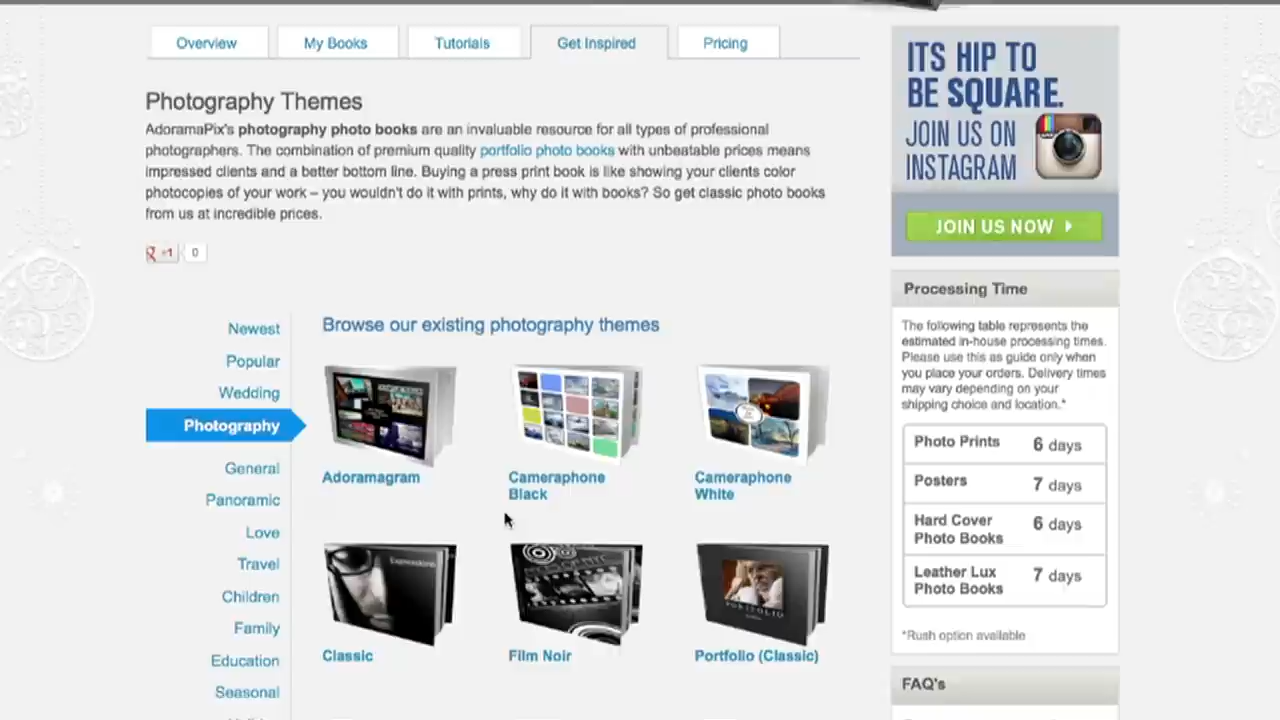 Overview
My Books
Tutorials
Get Inspired
Pricing
Photography Themes
AdoramaPix's photography photo books are an invaluable resource for all types of professional
photographers. The combination of premium quality portfolio photo books with unbeatable prices means
impressed clients and a better bottom line. Buying a press print book is like showing your clients color
photocopies of your work – you wouldn't do it with prints, why do it with books? So get classic photo books
from us at incredible prices.
g +1 0
Newest
Popular
Wedding
Photography
General
Panoramic
Love
Travel
Children
Family
Education
Seasonal
Browse our existing photography themes
Adoramagram
Cameraphone
Black
Cameraphone
White
Expressions
PORTFOLIO
Classic
Film Noir
Portfolio (Classic)
ITS HIP TO
BE SQUARE.
JOIN US ON
INSTAGRAM
JOIN US NOW
Processing Time
The following table represents the
estimated in-house processing times.
Please use this as guide only when
you place your orders. Delivery times
may vary depending on your
shipping choice and location.*
Photo Prints 6 days
Posters 7 days
Hard Cover
Photo Books 6 days
Leather Lux
Photo Books 7 days
*Rush option available
FAQ's